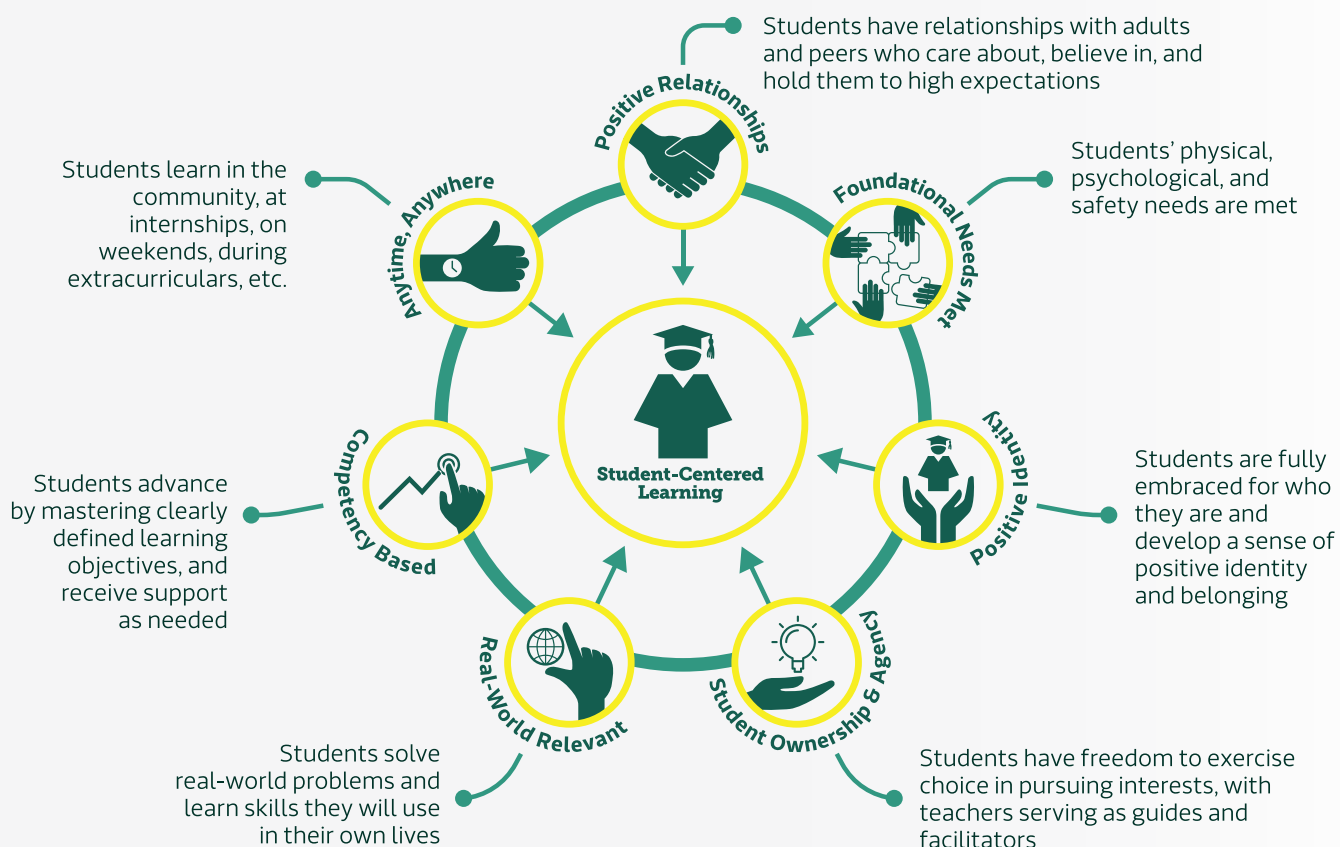 Positive Relationships
Students have relationships with adults
and peers who care about, believe in, and
hold them to high expectations
Foundational Needs Met
Students’ physical,
psychological, and
safety needs are met
Positive Identity
Students are fully
embraced for who
they are and
develop a sense of
positive identity
and belonging
Student Ownership & Agency
Students have freedom to exercise
choice in pursuing interests, with
teachers serving as guides and
facilitators
Real-World Relevant
Students solve
real-world problems and
learn skills they will use
in their own lives
Competency Based
Students advance
by mastering clearly
defined learning
objectives, and
receive support
as needed
Anytime, Anywhere
Students learn in the
community, at
internships, on
weekends, during
extracurriculars, etc.
Student-Centered
Learning